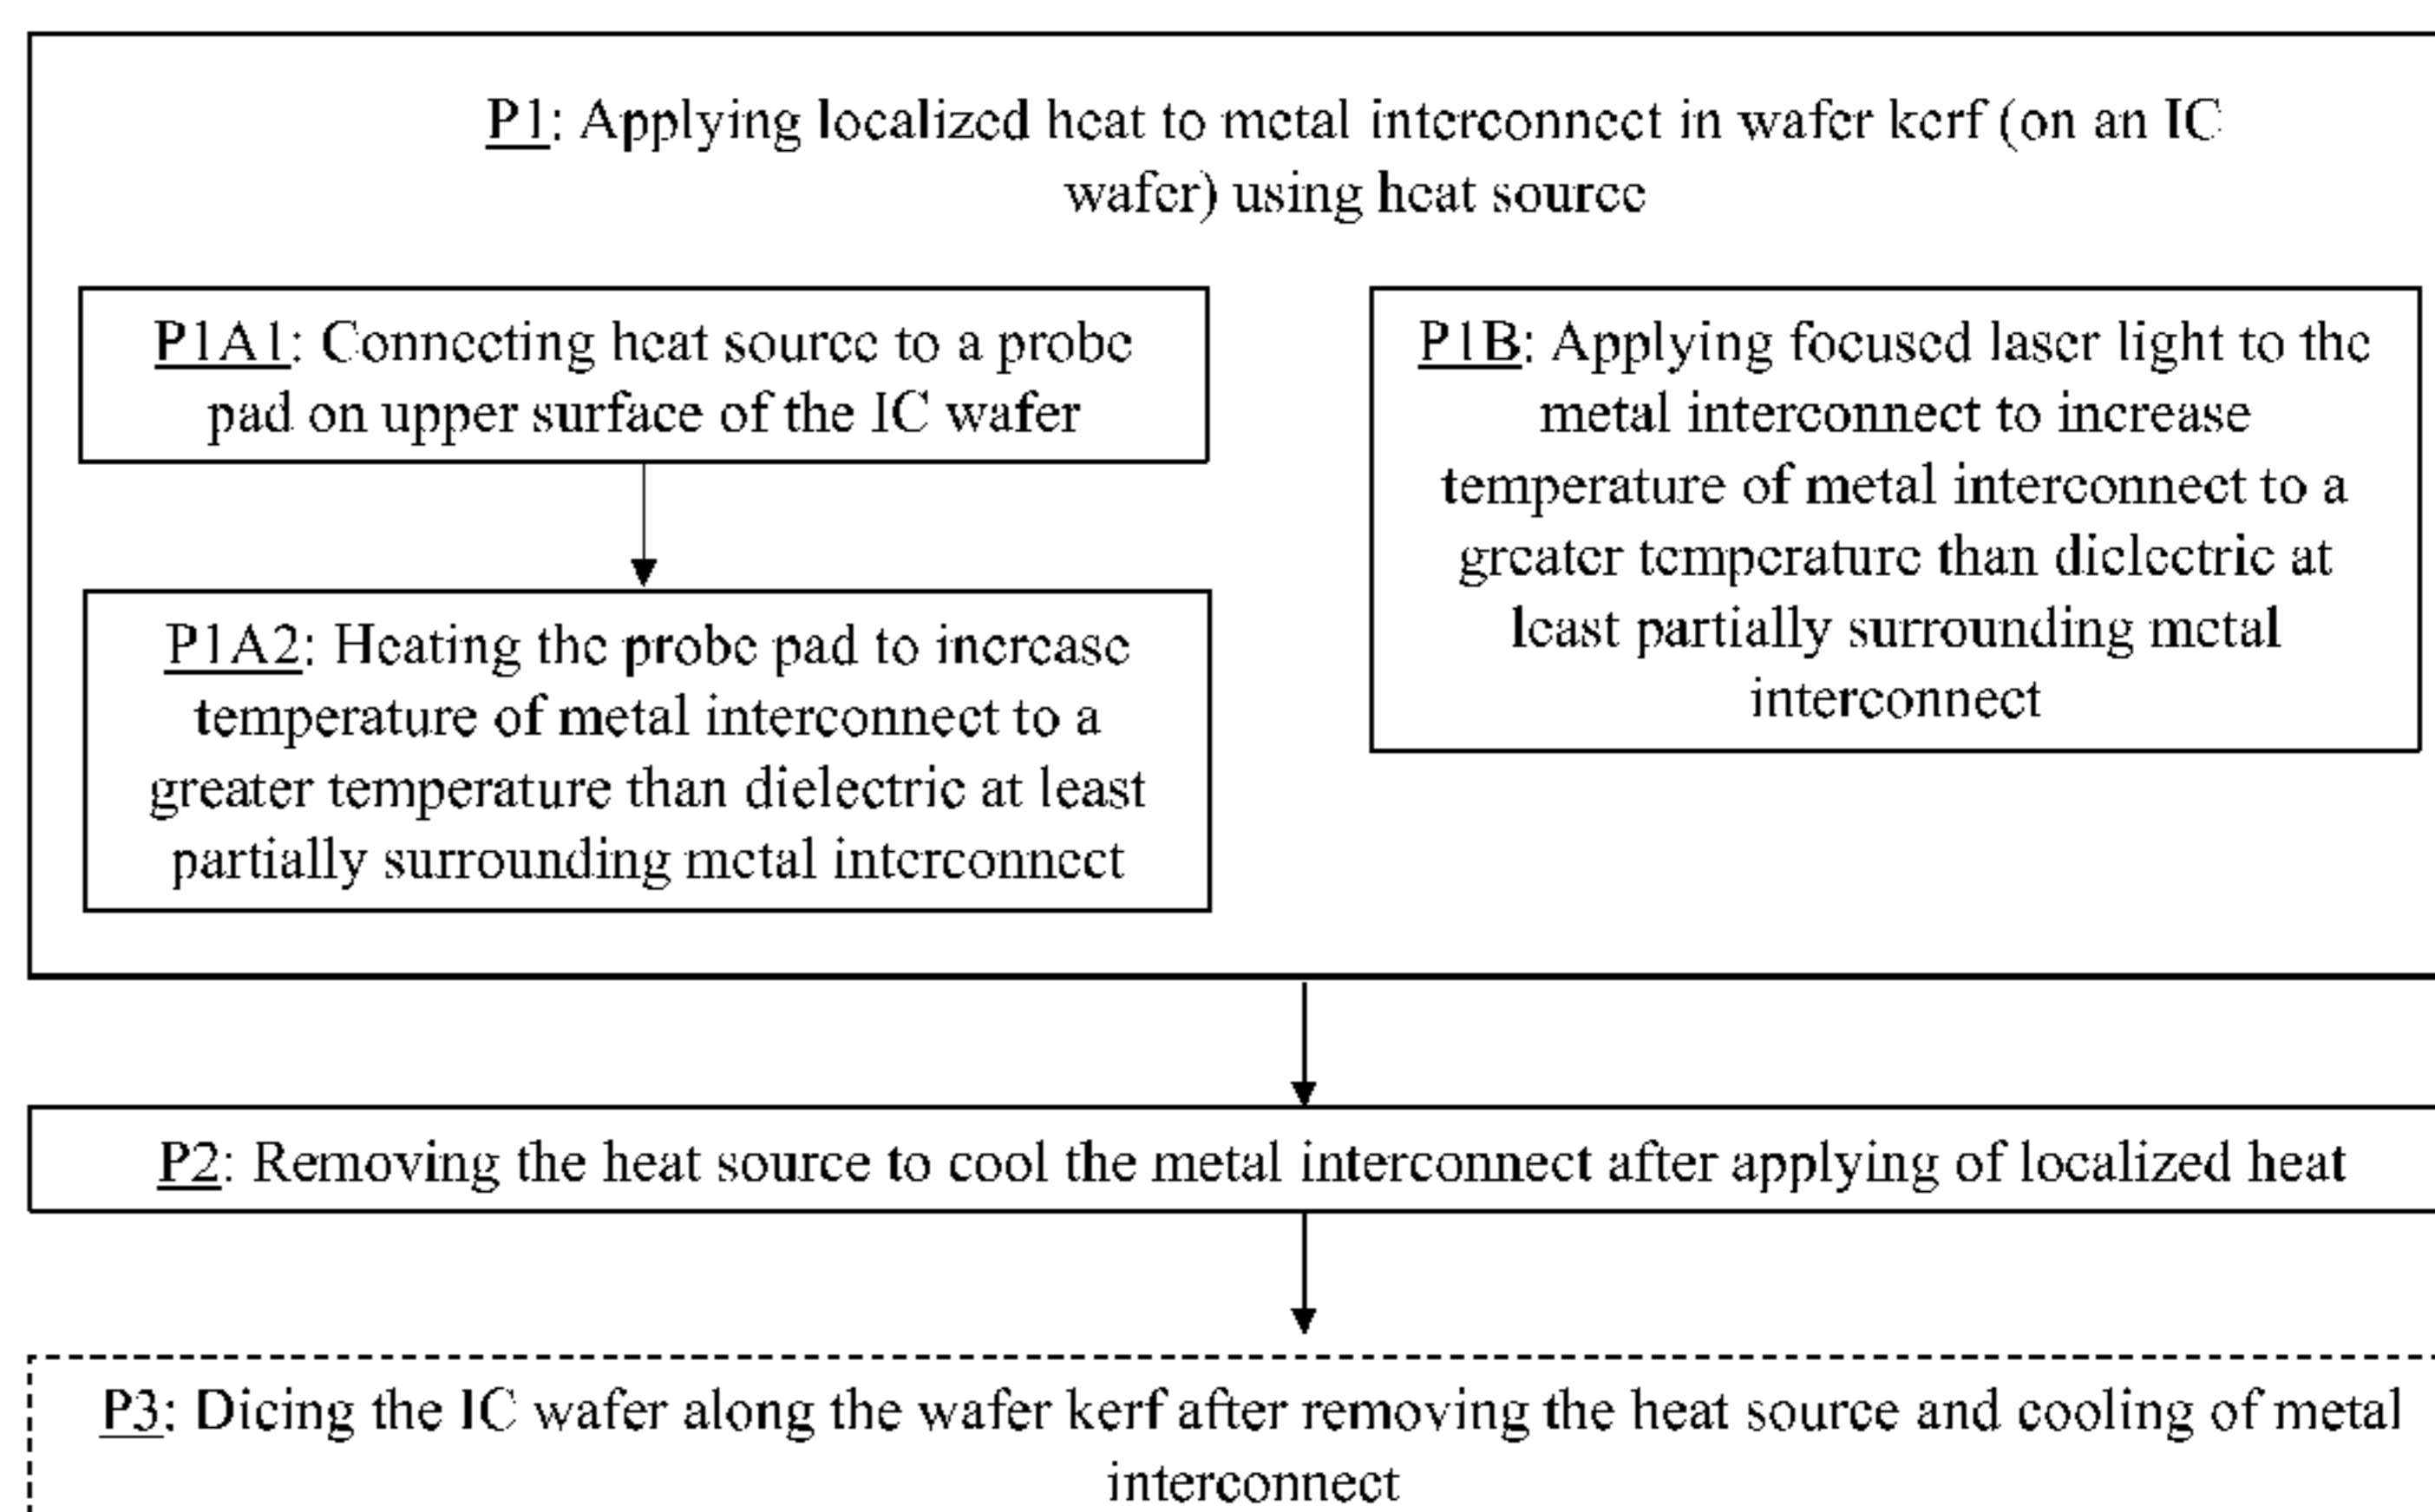 P1: Applying localized heat to metal interconnect in wafer kerf (on an IC
wafer) using heat source
P1A1: Connecting heat source to a probe
pad on upper surface of the IC wafer
P1A2: Heating the probe pad to increase
temperature of metal interconnect to a
greater temperature than dielectric at least
partially surrounding metal interconnect
P1B: Applying focused laser light to the
metal interconnect to increase
temperature of metal interconnect to a
greater temperature than dielectric at
least partially surrounding metal
interconnect
P2: Removing the heat source to cool the metal interconnect after applying of localized heat
P3: Dicing the IC wafer along the wafer kerf after removing the heat source and cooling of metal
interconnect